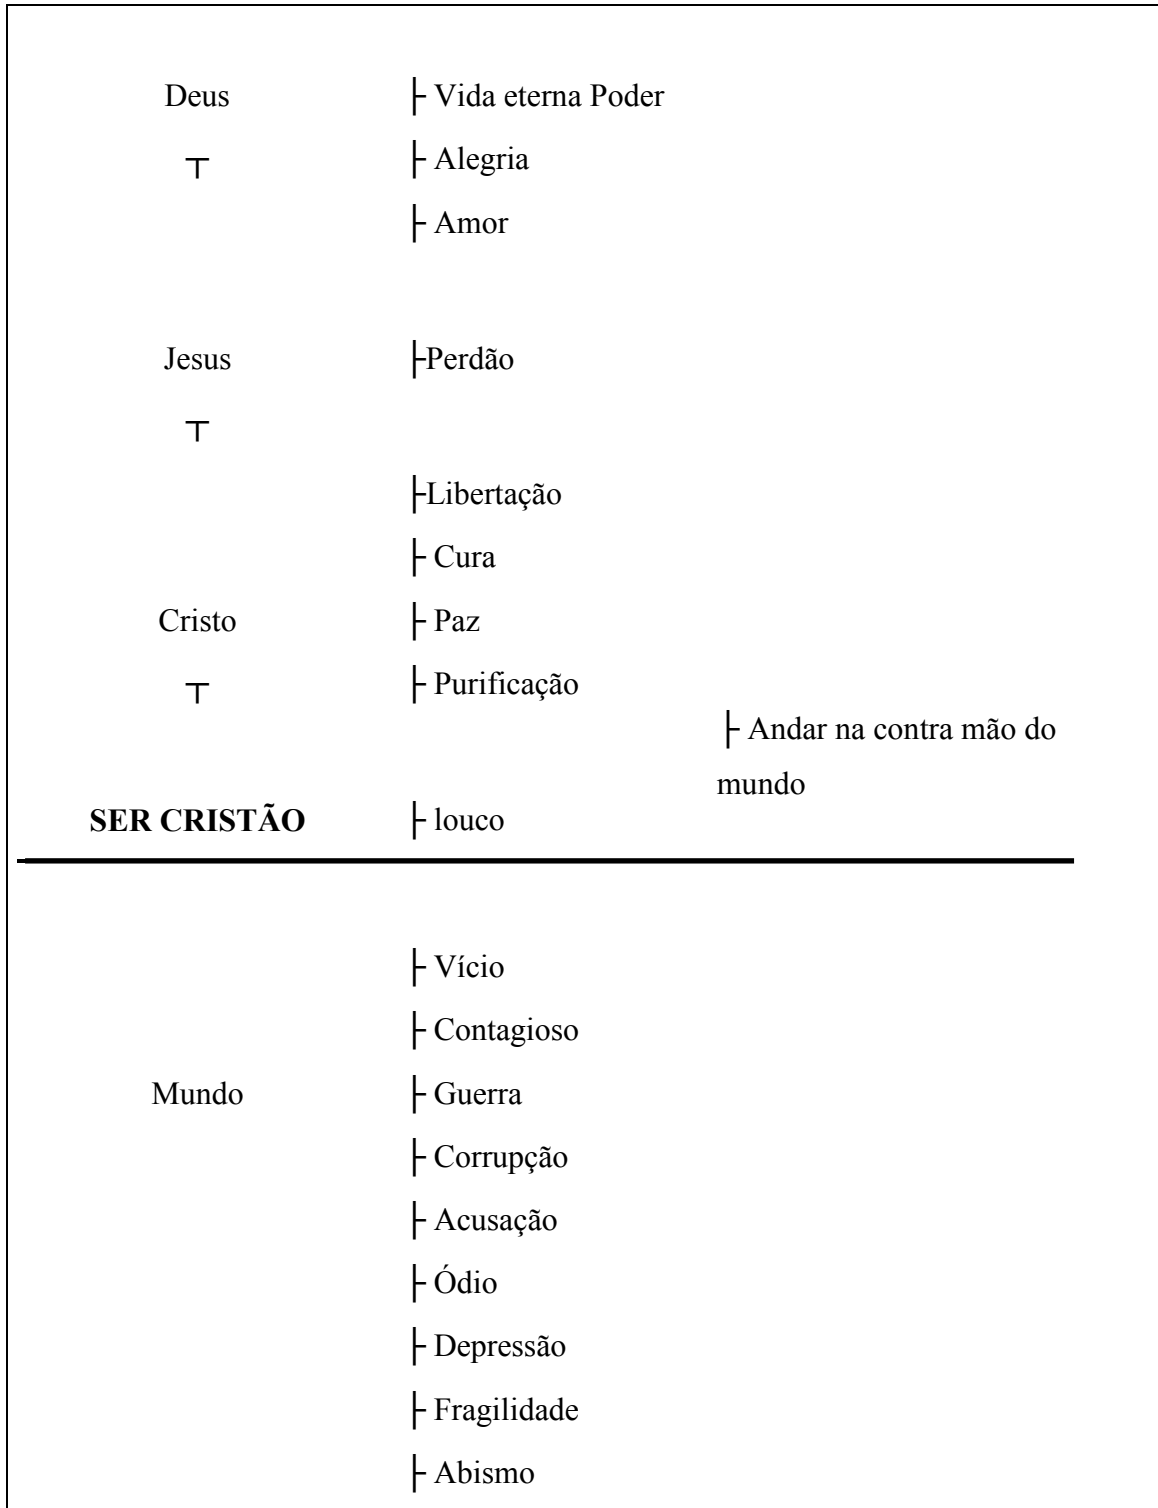 Deus ├ Vida eterna Poder
┬ ├ Alegria
├ Amor
Jesus ├Perdão
┬
├Libertação
├ Cura
Cristo ├ Paz
┬ ├ Purificação
├ Andar na contra mão do
mundo
SER CRISTÃO ├ louco
├ Vício
├ Contagioso
Mundo ├ Guerra
├ Corrupção
├ Acusação
├ Ódio
├ Depressão
├ Fragilidade
├ Abismo